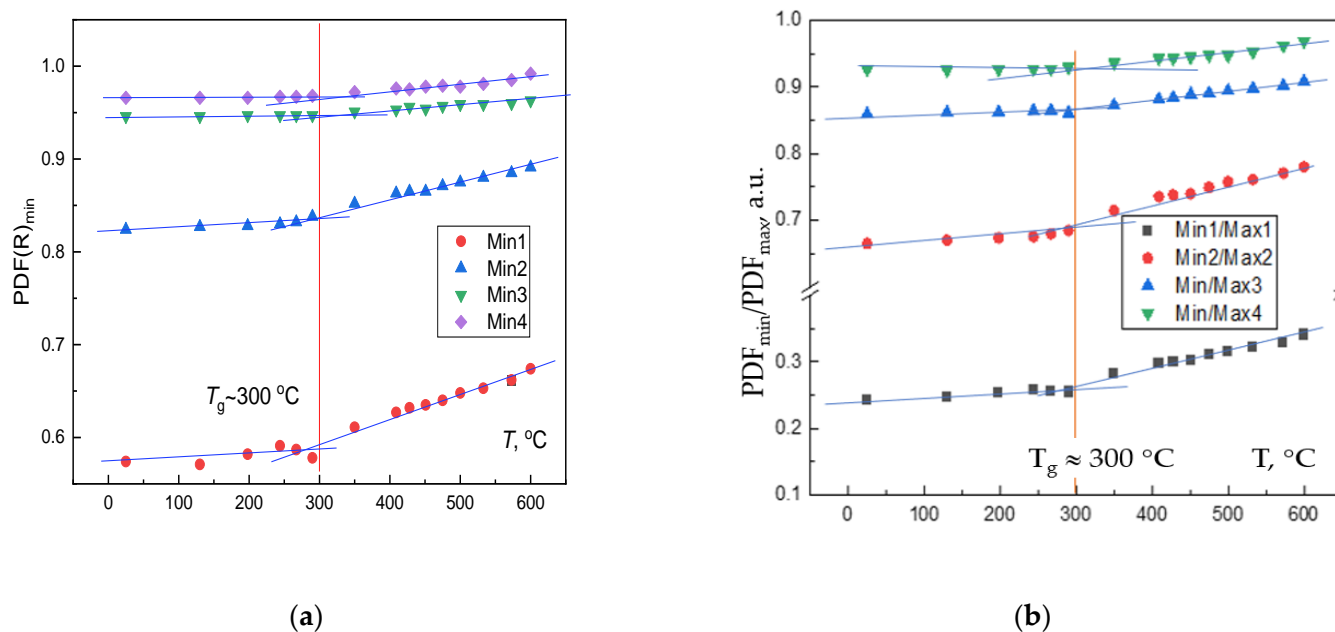 PDF(R)min
1.0
0.9
0.8
0.7
0.6
0 100 200 300 400 500 600
Tg~300 °C
T, °C
Min1
Min2
Min3
Min4
(a)
PDFmin/PDFmax, a.u.
1.0
0.9
0.8
0.7
0.3
0.2
0.1
0 100 200 300 400 500 600
Min1/Max1
Min2/Max2
Min/Max3
Min/Max4
Tg ≈ 300 °C
T, °C
(b)